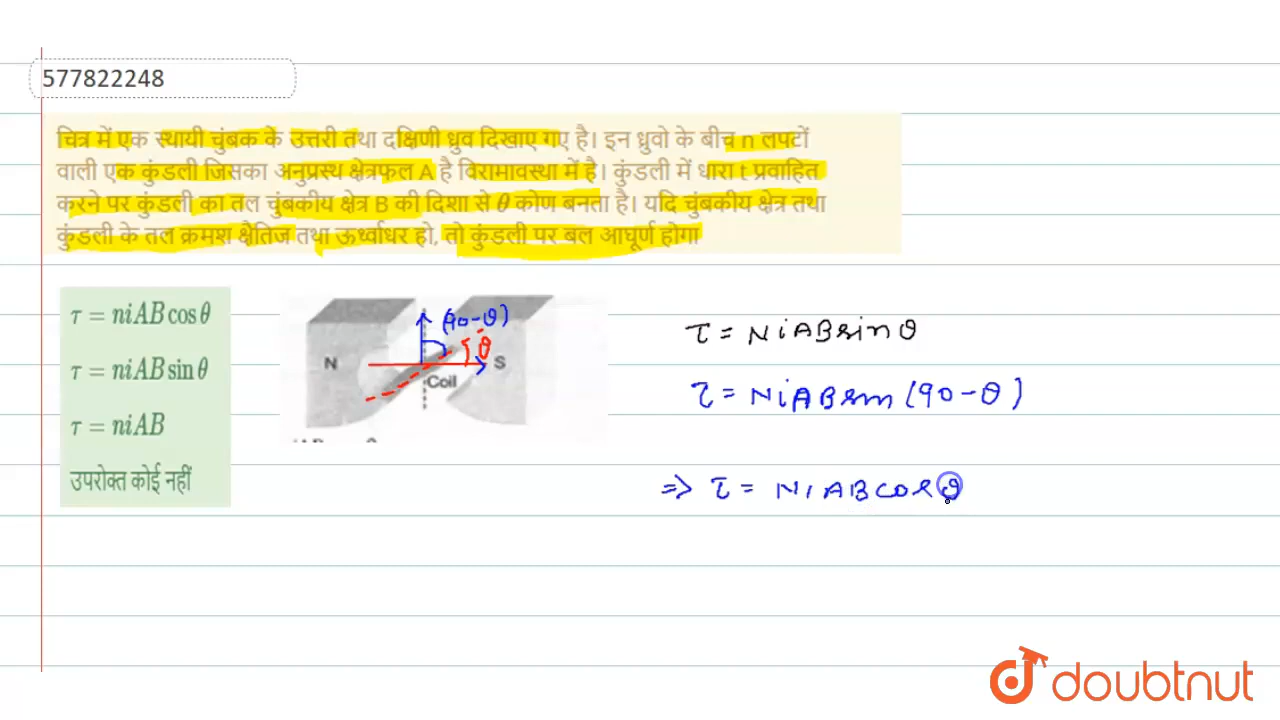 577822248
चित्र में एक स्थायी चुंबक के उत्तरी तथा दक्षिणी ध्रुव दिखाए गए है। इन ध्रुवो के बीच n लपटों
वाली एक कुंडली जिसका अनुप्रस्थ क्षेत्रफल A है विरामावस्था में है। कुंडली में धारा t प्रवाहित
करने पर कुंडली का तल चुंबकीय क्षेत्र B की दिशा से θ कोण बनता है। यदि चुंबकीय क्षेत्र तथा
कुंडली के तल क्रमश क्षैतिज तथा ऊर्ध्वाधर हो, तो कुंडली पर बल आघूर्ण होगा
τ = niAB cos θ
τ = niAB sin θ
τ = niAB
उपरोक्त कोई नहीं
(90-θ)
θ
N
S
Coil
τ = NiABsinθ
τ = NiABsin(90-θ)
⇒ τ = NiABcosθ
doubtnut